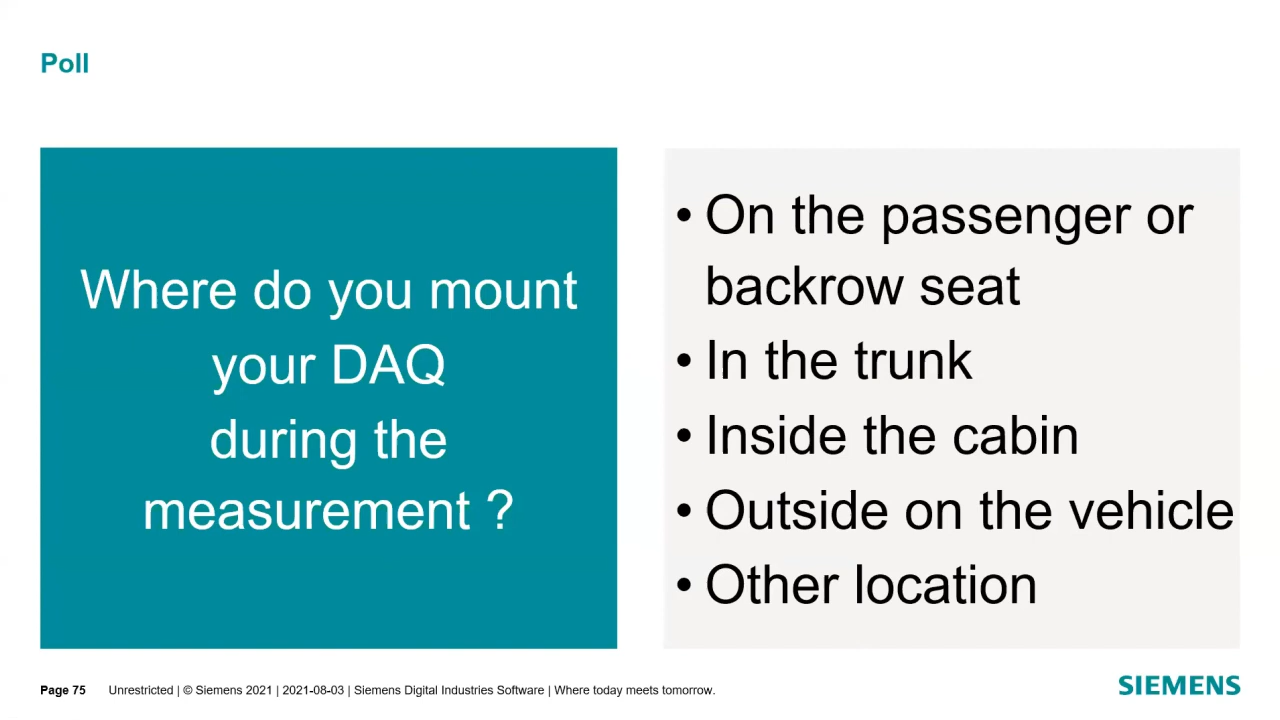 Poll
Where do you mount
your DAQ
during the
measurement ?
• On the passenger or
backrow seat
• In the trunk
• Inside the cabin
• Outside on the vehicle
• Other location
Page 75 Unrestricted | © Siemens 2021 | 2021-08-03 | Siemens Digital Industries Software | Where today meets tomorrow.
SIEMENS